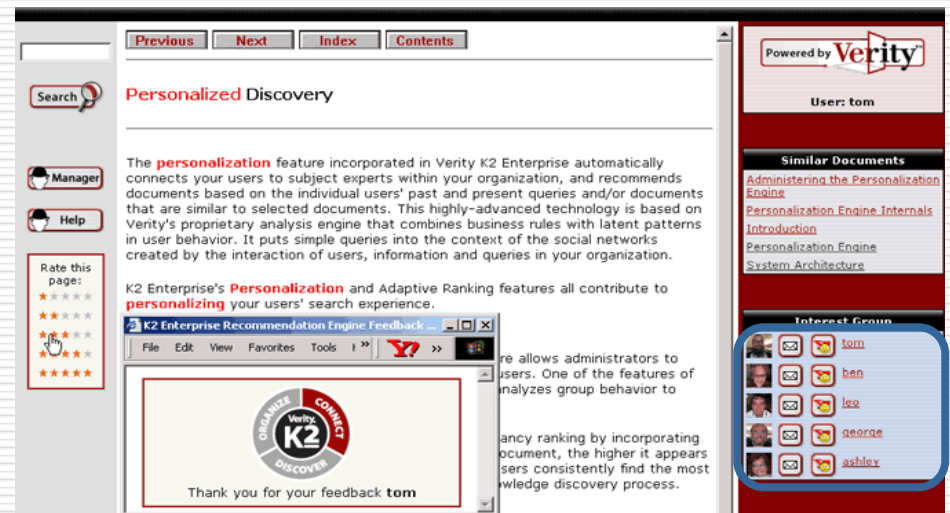 Search
Manager
Help
Rate this
page:
Previous
Next
Index
Contents
Personalized Discovery
The personalization feature incorporated in Verity K2 Enterprise automatically
connects your users to subject experts within your organization, and recommends
documents based on the individual users' past and present queries and/or documents
that are similar to selected documents. This highly-advanced technology is based on
Verity's proprietary analysis engine that combines business rules with latent patterns
in user behavior. It puts simple queries into the context of the social networks
created by the interaction of users, information and queries in your organization.
K2 Enterprise's Personalization and Adaptive Ranking features all contribute to
personalizing your users' search experience.
re allows administrators to
users. One of the features of
analyzes group behavior to
ancy ranking by incorporating
ocument, the higher it appears
sers consistently find the most
wledge discovery process.
K2 Enterprise Recommendation Engine Feedback ...
File Edit View Favorites Tools
Y?
ORGANIZE CONNECT DISCOVER
Verity
K2
Thank you for your feedback tom
Powered by Verity
User: tom
Similar Documents
Administering the Personalization
Engine
Personalization Engine Internals
Introduction
Personalization Engine
System Architecture
Interest Group
tom
ben
leo
george
ashley